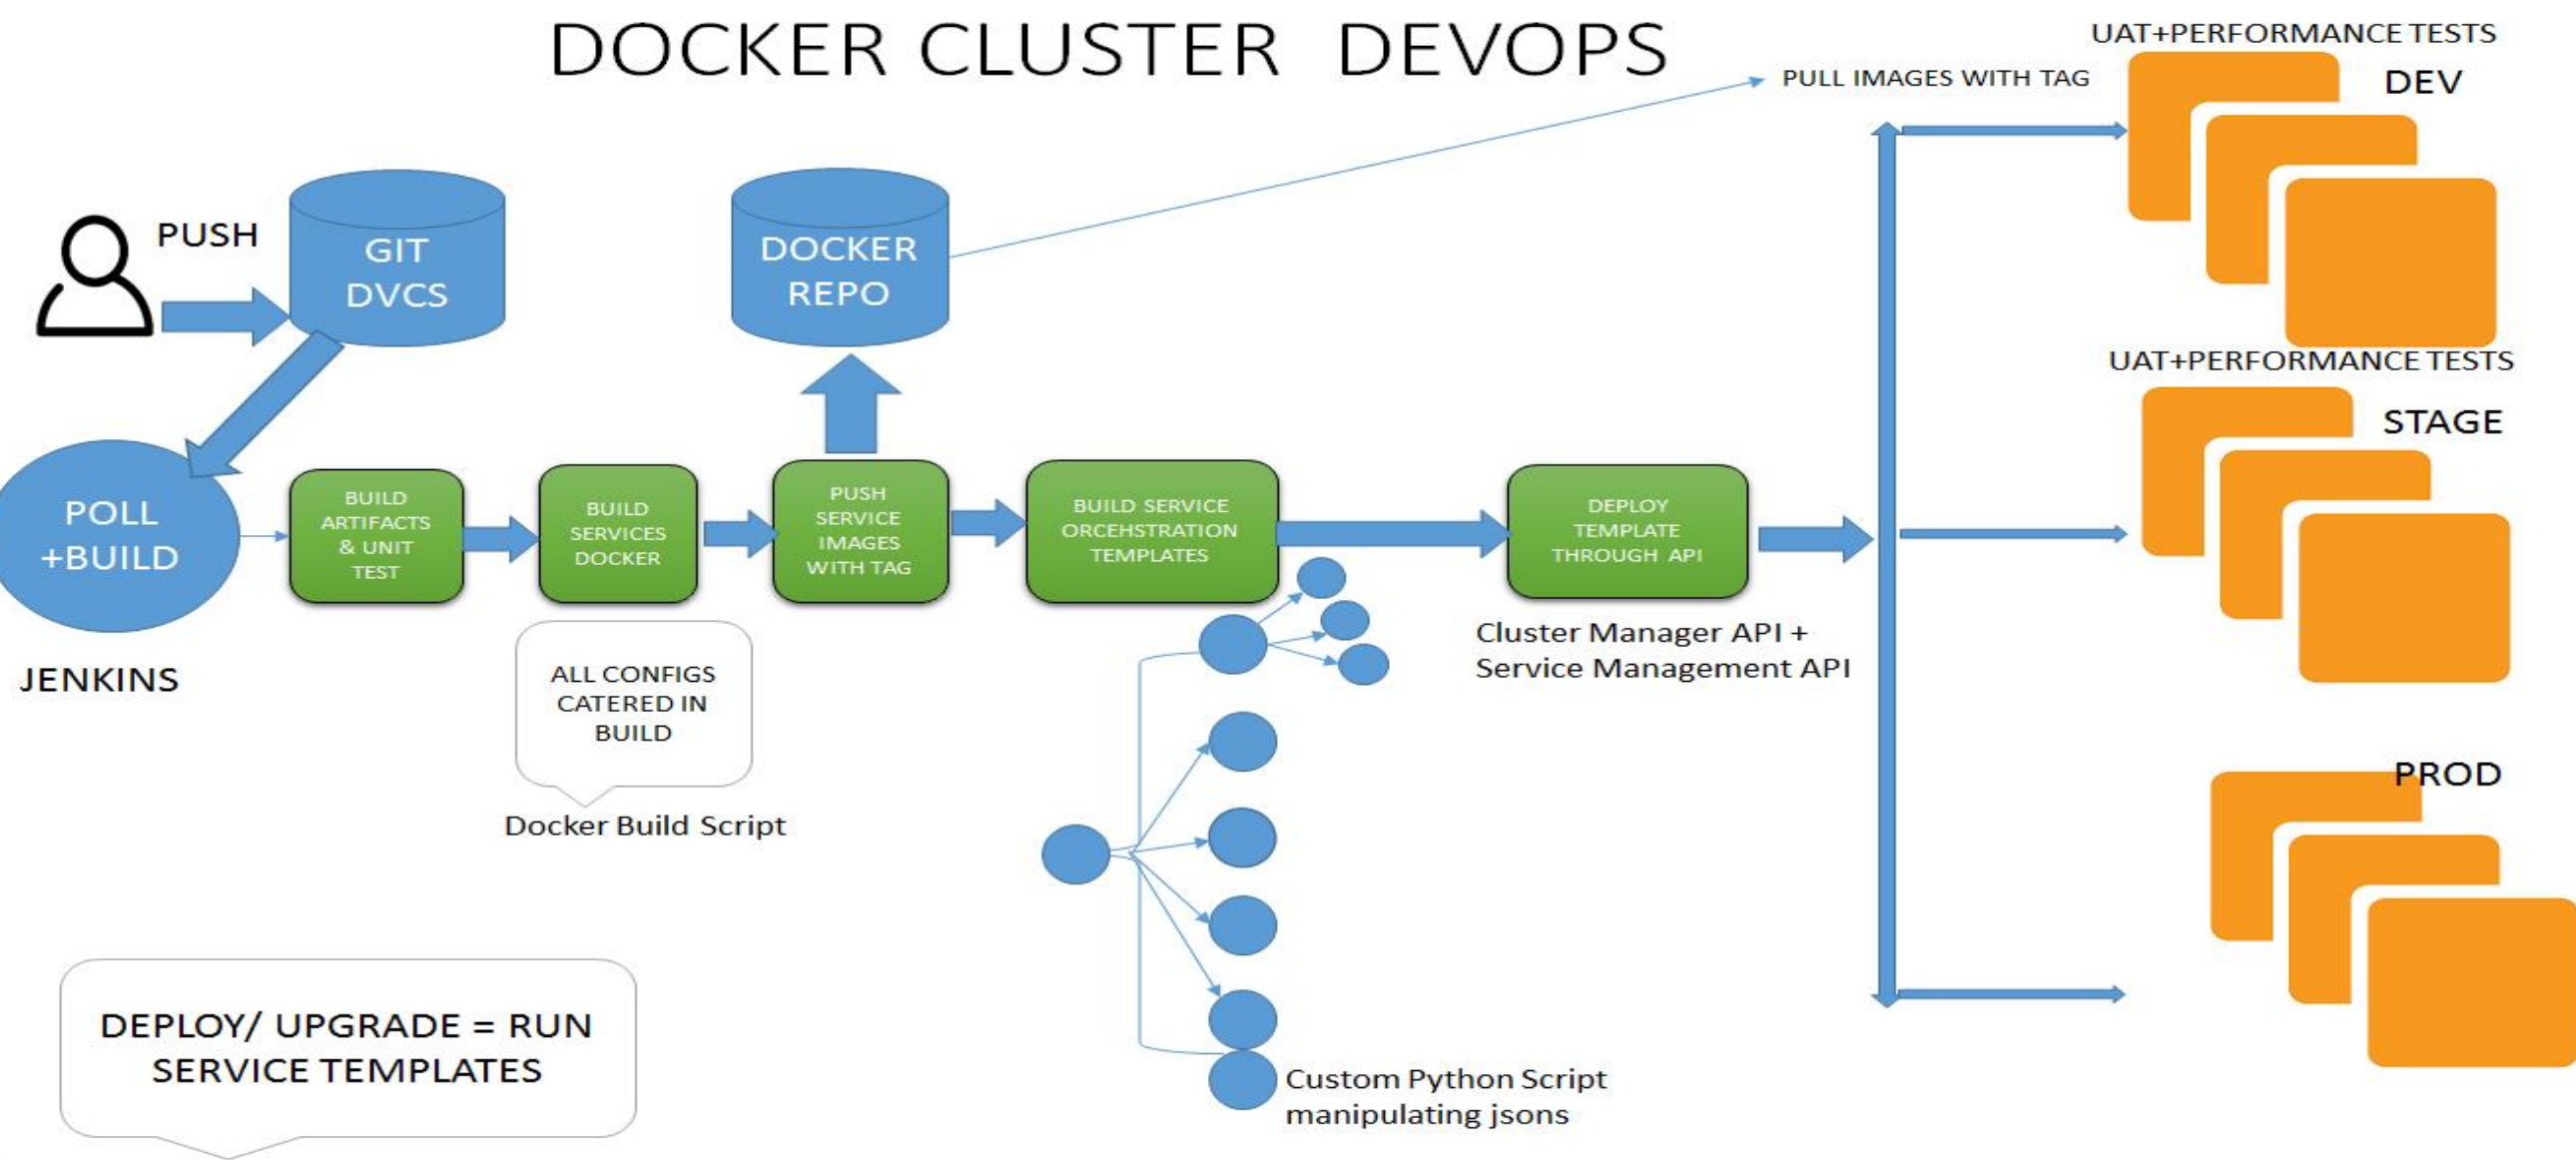 DOCKER CLUSTER DEVOPS
UAT+PERFORMANCE TESTS
PULL IMAGES WITH TAG
DEV
PUSH
GIT
DVCS
DOCKER
REPO
UAT+PERFORMANCE TESTS
STAGE
POLL
+BUILD
JENKINS
BUILD
ARTIFACTS
& UNIT
TEST
BUILD
SERVICES
DOCKER
PUSH
SERVICE
IMAGES
WITH TAG
BUILD SERVICE
ORCEHSTRATION
TEMPLATES
DEPLOY
TEMPLATE
THROUGH API
ALL CONFIGS
CATERED IN
BUILD
Docker Build Script
Cluster Manager API +
Service Management API
PROD
DEPLOY/ UPGRADE = RUN
SERVICE TEMPLATES
Custom Python Script
manipulating jsons